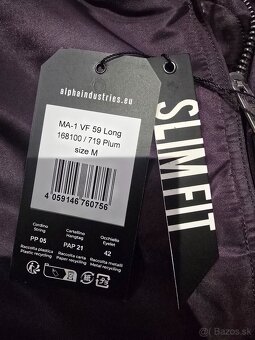 alphaindustries.eu
MA-1 VF 59 Long
168100 / 719 Plum
size M
4 059146 760756
Cordino
String
PP 05
Raccolta plastica
Plastic recycling
Cartellino
Hangtag
PAP 21
Raccolta carta
Paper recycling
Occhiello
Eyelet
42
Raccolta metalli
Metal recycling
SLIM FIT
Bazos.sk